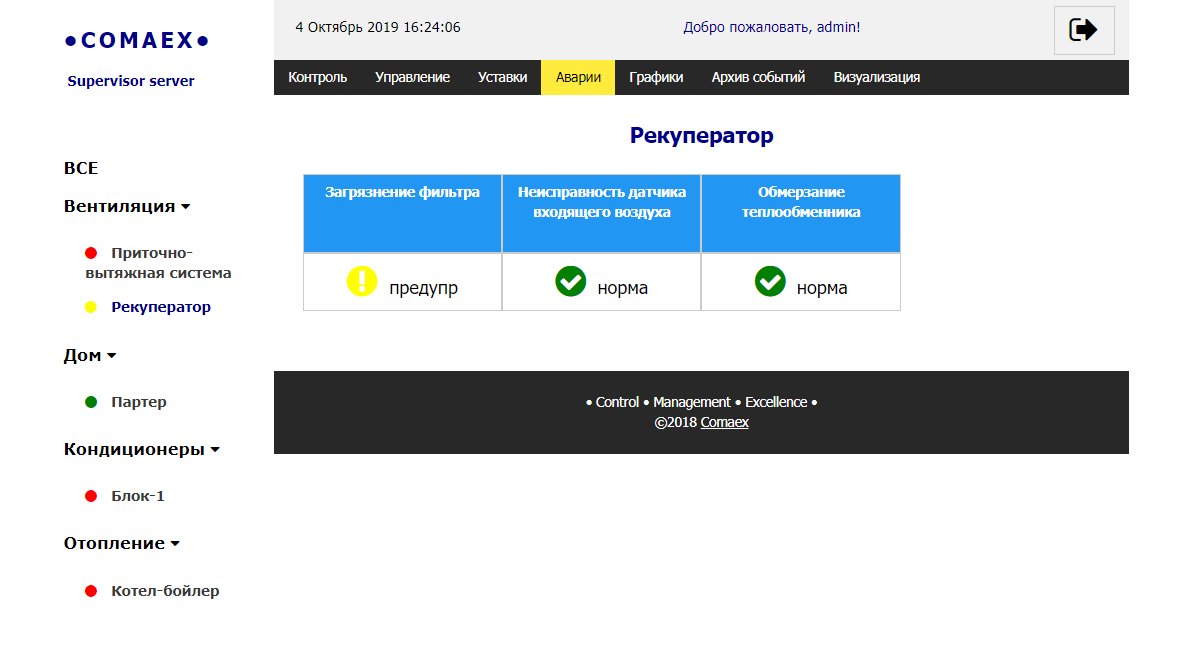 •COMAEX•
Supervisor server
ВСЕ
Вентиляция
Приточно-
вытяжная система
Рекуператор
Дом
Партер
Кондиционеры
Блок-1
Отопление
Котел-бойлер
4 Октябрь 2019 16:24:06
Добро пожаловать, admin!
Контроль Управление Уставки Аварии Графики Архив событий Визуализация
Рекуператор
Загрязнение фильтра
Неисправность датчика
входящего воздуха
Обмерзание
теплообменника
предупр
норма
норма
• Control • Management • Excellence •
©2018 Comaex